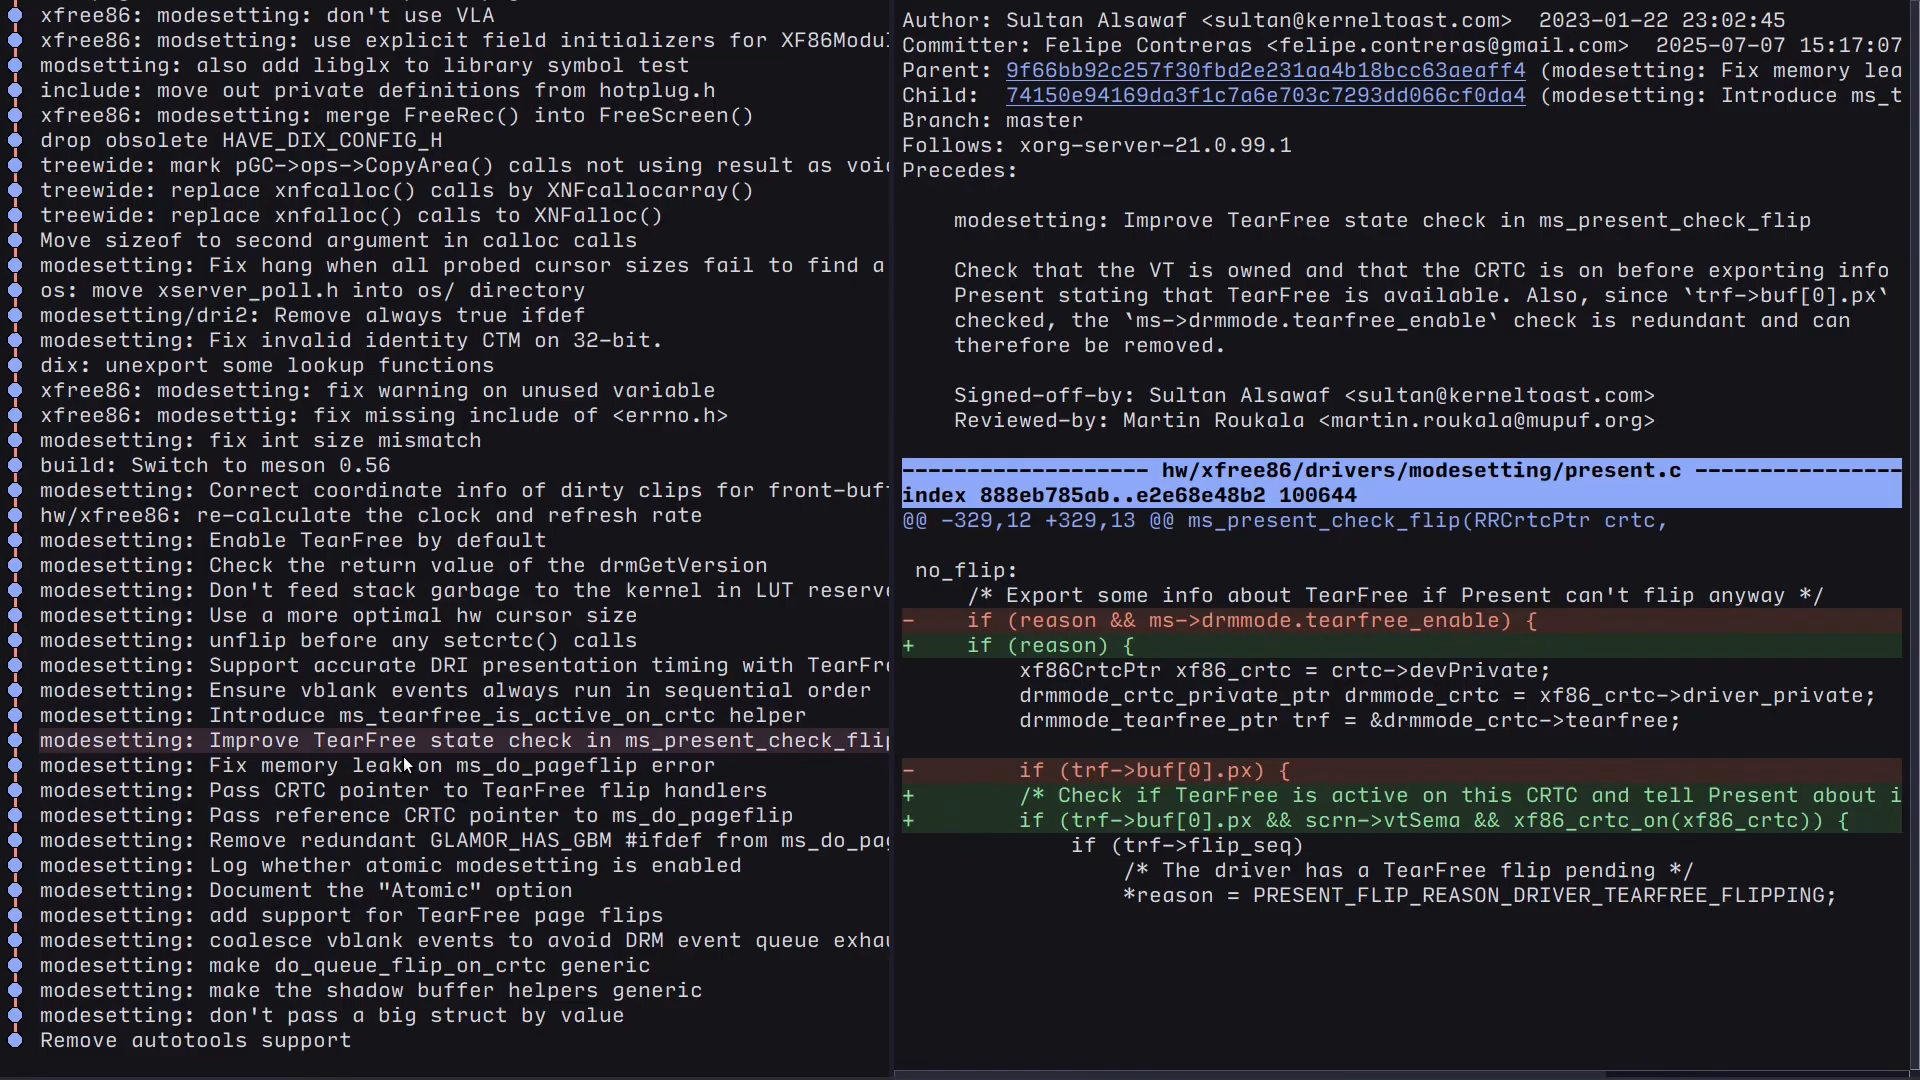 xfree86: modesetting: don't use VLA
xfree86: modsetting: use explicit field initializers for XF86Modul
modsetting: also add libglx to library symbol test
include: move out private definitions from hotplug.h
xfree86: modesetting: merge FreeRec() into FreeScreen()
drop obsolete HAVE_DIX_CONFIG_H
treewide: mark pGC->ops->CopyArea() calls not using result as voi
treewide: replace xnfcalloc() calls by XNFcallocarray()
treewide: replace xnfalloc() calls to XNFalloc()
Move sizeof to second argument in calloc calls
modesetting: Fix hang when all probed cursor sizes fail to find a
os: move xserver_poll.h into os/ directory
modesetting/dri2: Remove always true ifdef
modesetting: Fix invalid identity CTM on 32-bit.
dix: unexport some lookup functions
xfree86: modesetting: fix warning on unused variable
xfree86: modesettig: fix missing include of <errno.h>
modesetting: fix int size mismatch
build: Switch to meson 0.56
modesetting: Correct coordinate info of dirty clips for front-buf
hw/xfree86: re-calculate the clock and refresh rate
modesetting: Enable TearFree by default
modesetting: Check the return value of the drmGetVersion
modesetting: Don't feed stack garbage to the kernel in LUT reserve
modesetting: Use a more optimal hw cursor size
modesetting: unflip before any setcrtc() calls
modesetting: Support accurate DRI presentation timing with TearFre
modesetting: Ensure vblank events always run in sequential order
modesetting: Introduce ms_tearfree_is_active_on_crtc helper
modesetting: Improve TearFree state check in ms_present_check_flip
modesetting: Fix memory leak on ms_do_pageflip error
modesetting: Pass CRTC pointer to TearFree flip handlers
modesetting: Pass reference CRTC pointer to ms_do_pageflip
modesetting: Remove redundant GLAMOR_HAS_GBM #ifdef from ms_do_pag
modesetting: Log whether atomic modesetting is enabled
modesetting: Document the "Atomic" option
modesetting: add support for TearFree page flips
modesetting: coalesce vblank events to avoid DRM event queue exhau
modesetting: make do_queue_flip_on_crtc generic
modesetting: make the shadow buffer helpers generic
modesetting: don't pass a big struct by value
Remove autotools support
Author: Sultan Alsawaf <sultan@kerneltoast.com>  2023-01-22 23:02:45
Committer: Felipe Contreras <felipe.contreras@gmail.com>  2025-07-07 15:17:07
Parent: 9f66bb92c257f30fbd2e231aa4b18bcc63aeaff4 (modesetting: Fix memory lea
Child:  74150e94169da3f1c7a6e703c7293dd066cf0da4 (modesetting: Introduce ms_t
Branch: master
Follows: xorg-server-21.0.99.1
Precedes:
modesetting: Improve TearFree state check in ms_present_check_flip
Check that the VT is owned and that the CRTC is on before exporting info
Present stating that TearFree is available. Also, since `trf->buf[0].px`
checked, the `ms->drmmode.tearfree_enable` check is redundant and can
therefore be removed.
Signed-off-by: Sultan Alsawaf <sultan@kerneltoast.com>
Reviewed-by: Martin Roukala <martin.roukala@mupuf.org>
------------------- hw/xfree86/drivers/modesetting/present.c ----------------
index 888eb785ab..e2e68e48b2 100644
@@ -329,12 +329,13 @@ ms_present_check_flip(RRCrtcPtr crtc,
no_flip:
/* Export some info about TearFree if Present can't flip anyway */
-    if (reason && ms->drmmode.tearfree_enable) {
+    if (reason) {
xf86CrtcPtr xf86_crtc = crtc->devPrivate;
drmmode_crtc_private_ptr drmmode_crtc = xf86_crtc->driver_private;
drmmode_tearfree_ptr trf = &drmmode_crtc->tearfree;
-        if (trf->buf[0].px) {
+        /* Check if TearFree is active on this CRTC and tell Present about i
+        if (trf->buf[0].px && scrn->vtSema && xf86_crtc_on(xf86_crtc)) {
if (trf->flip_seq)
/* The driver has a TearFree flip pending */
*reason = PRESENT_FLIP_REASON_DRIVER_TEARFREE_FLIPPING;